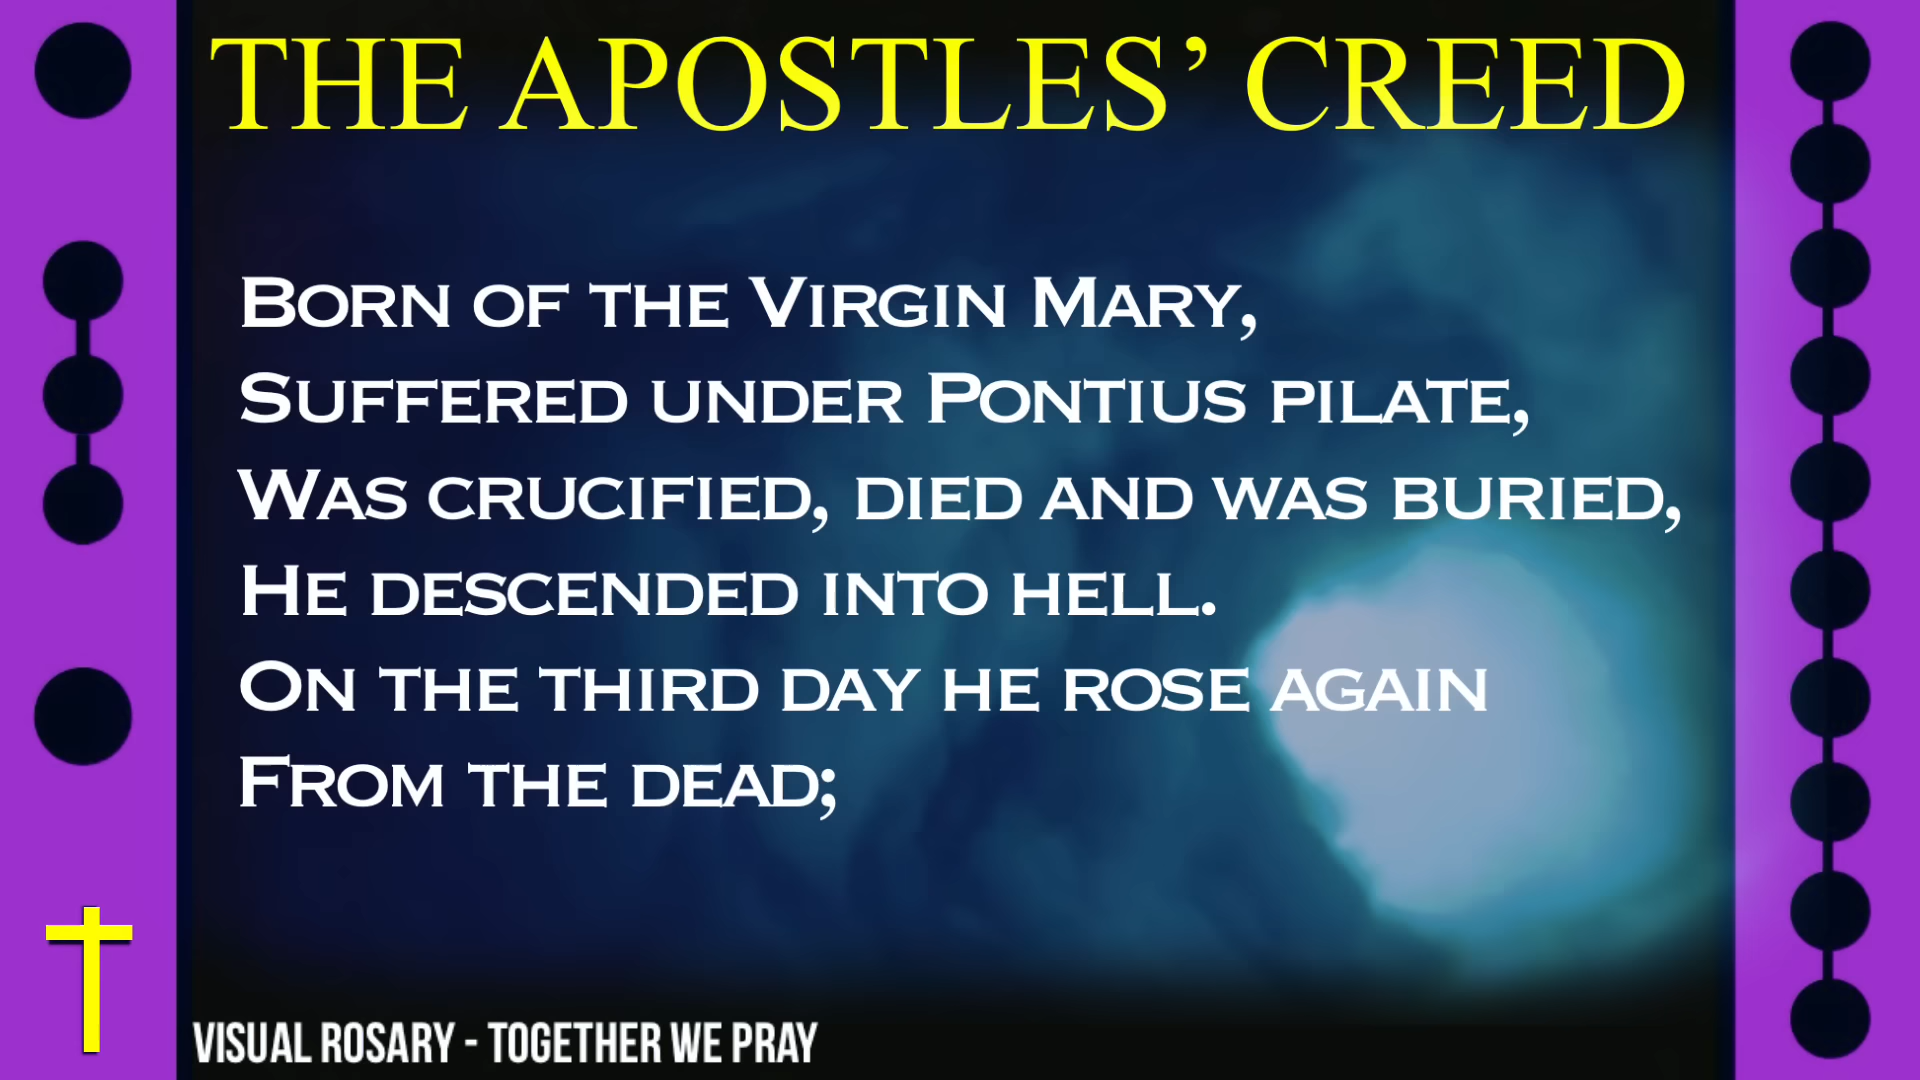 THE APOSTLES’ CREED
BORN OF THE VIRGIN MARY,
SUFFERED UNDER PONTIUS PILATE,
WAS CRUCIFIED, DIED AND WAS BURIED,
HE DESCENDED INTO HELL.
ON THE THIRD DAY HE ROSE AGAIN
FROM THE DEAD;
VISUAL ROSARY - TOGETHER WE PRAY